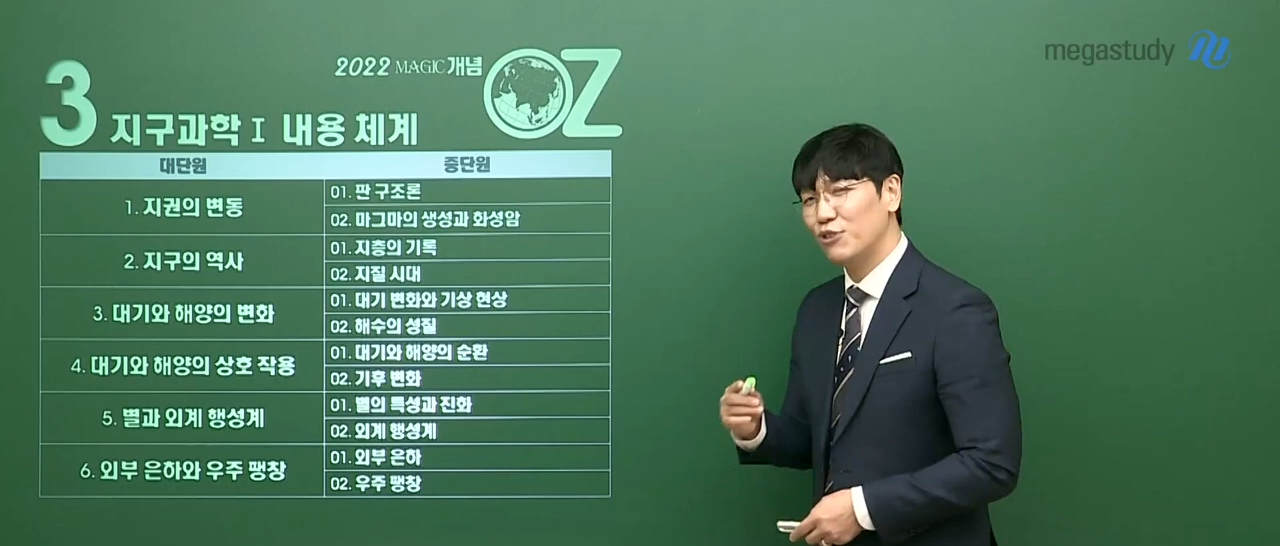 megastudy
2022 MAGIC 개념 OZ
3 지구과학 I 내용 체계
대단원 중단원
1. 지권의 변동
01. 판 구조론
02. 마그마의 생성과 화성암
2. 지구의 역사
01. 지층의 기록
02. 지질 시대
3. 대기와 해양의 변화
01. 대기 변화와 기상 현상
02. 해수의 성질
4. 대기와 해양의 상호 작용
01. 대기와 해양의 순환
02. 기후 변화
5. 별과 외계 행성계
01. 별의 특성과 진화
02. 외계 행성계
6. 외부 은하와 우주 팽창
01. 외부 은하
02. 우주 팽창